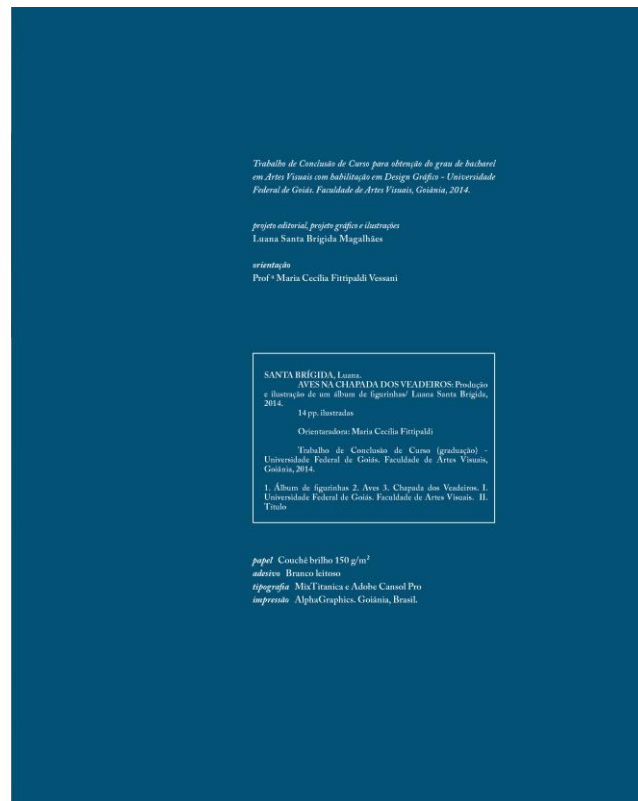 Trabalho de Conclusão de Curso para obtenção do grau de bacharel
em Artes Visuais com habilitação em Design Gráfico - Universidade
Federal de Goiás. Faculdade de Artes Visuais, Goiânia, 2014.
projeto editorial, projeto gráfico e ilustrações
Luana Santa Brígida Magalhães
orientação
Prof ª Maria Cecília Fittipaldi Vessani
SANTA BRÍGIDA, Luana.
AVES NA CHAPADA DOS VEADEIROS: Produção
e ilustração de um álbum de figurinhas/ Luana Santa Brígida,
2014.
14 pp. ilustradas
Orientaradora: Maria Cecília Fittipaldi
Trabalho de Conclusão de Curso (graduação) -
Universidade Federal de Goiás. Faculdade de Artes Visuais,
Goiânia, 2014.
1. Álbum de figurinhas 2. Aves 3. Chapada dos Veadeiros. I.
Universidade Federal de Goiás. Faculdade de Artes Visuais. II.
Título
papel Couchê brilho 150 g/m²
adesivo Branco leitoso
tipografia MixTitanica e Adobe Cansol Pro
impressão AlphaGraphics. Goiânia, Brasil.